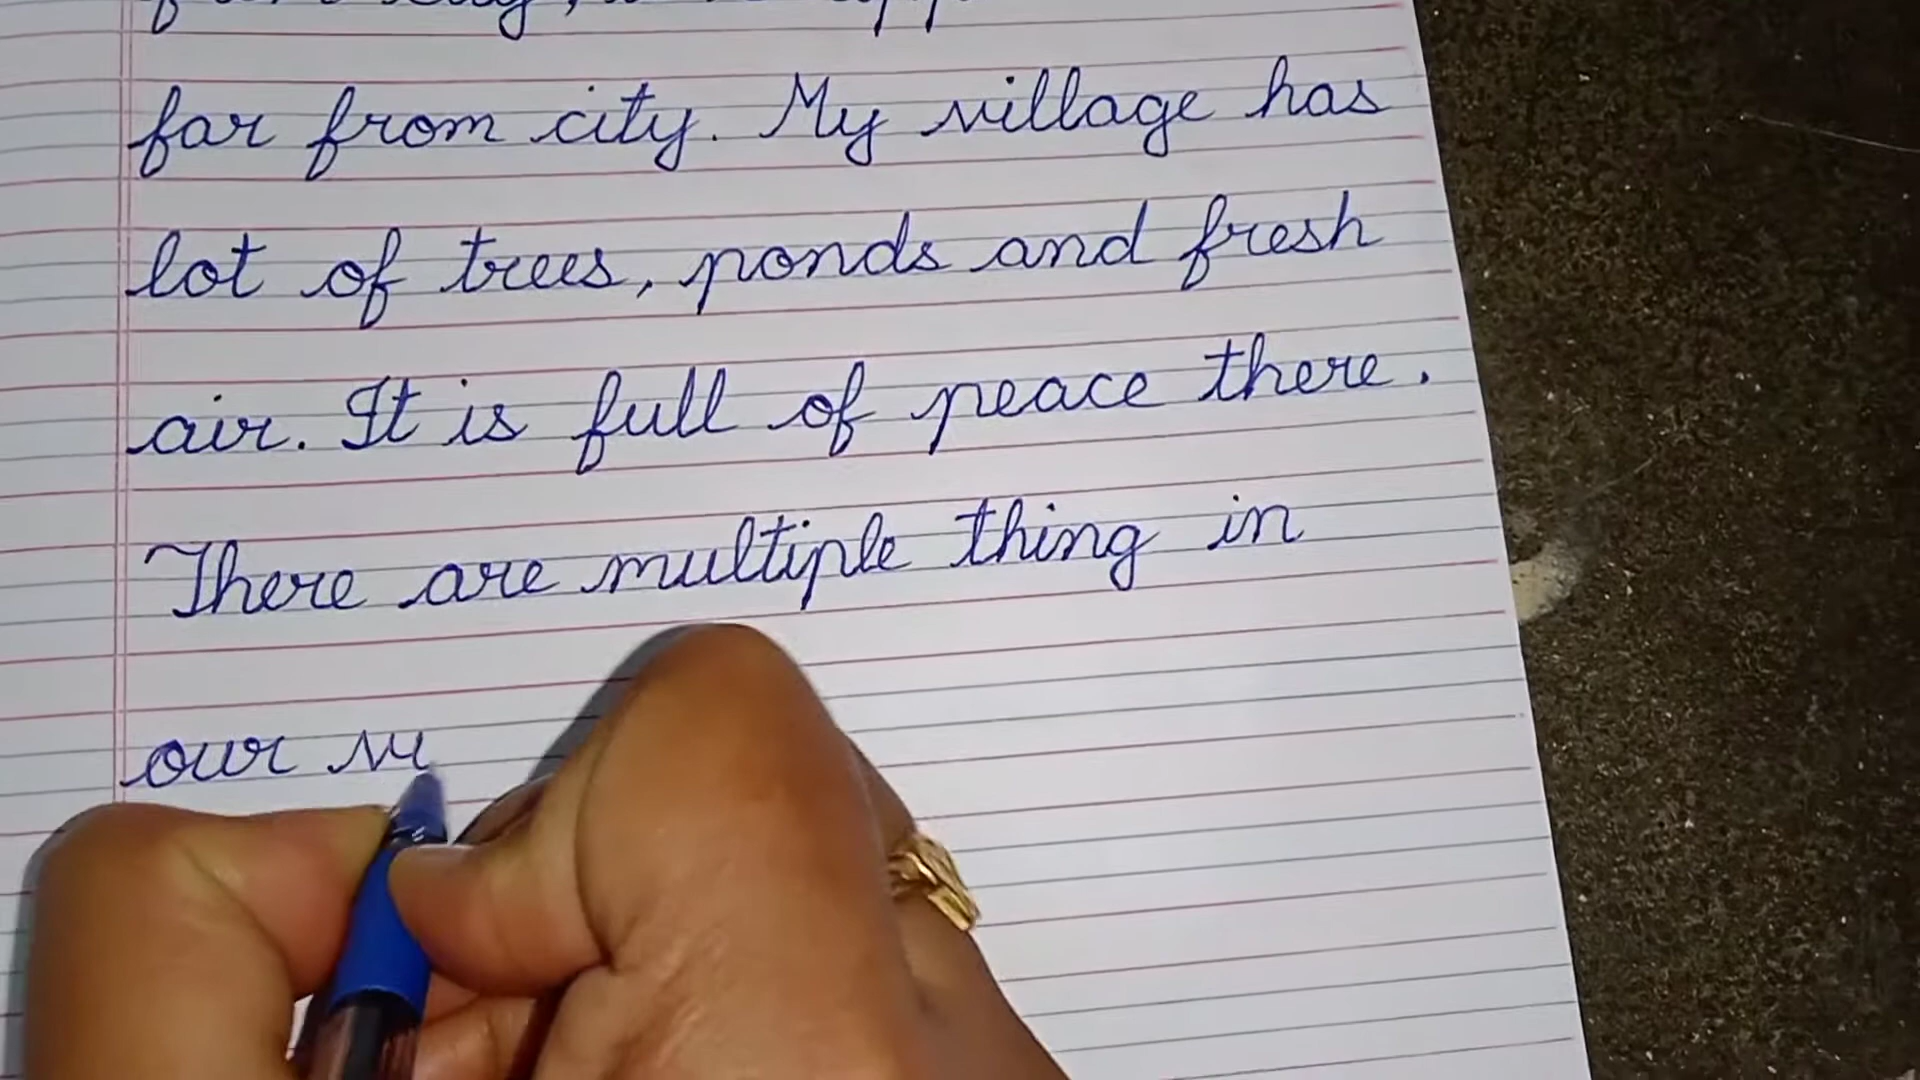 far from city. My village has
lot of trees, ponds and fresh
air. It is full of peace there.
There are multiple thing in
our